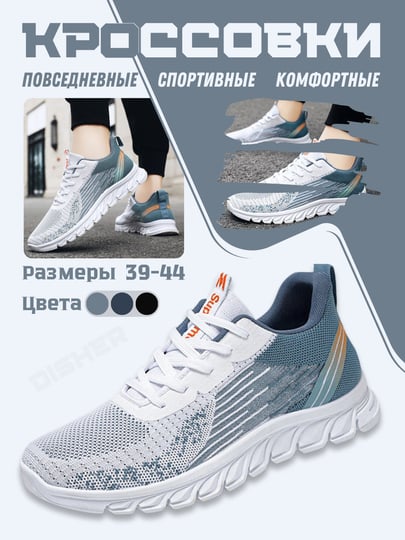 КРОССОВКИ
ПОВСЕДНЕВНЫЕ СПОРТИВНЫЕ КОМФОРТНЫЕ
Размеры 39-44
Цвета
DISHER